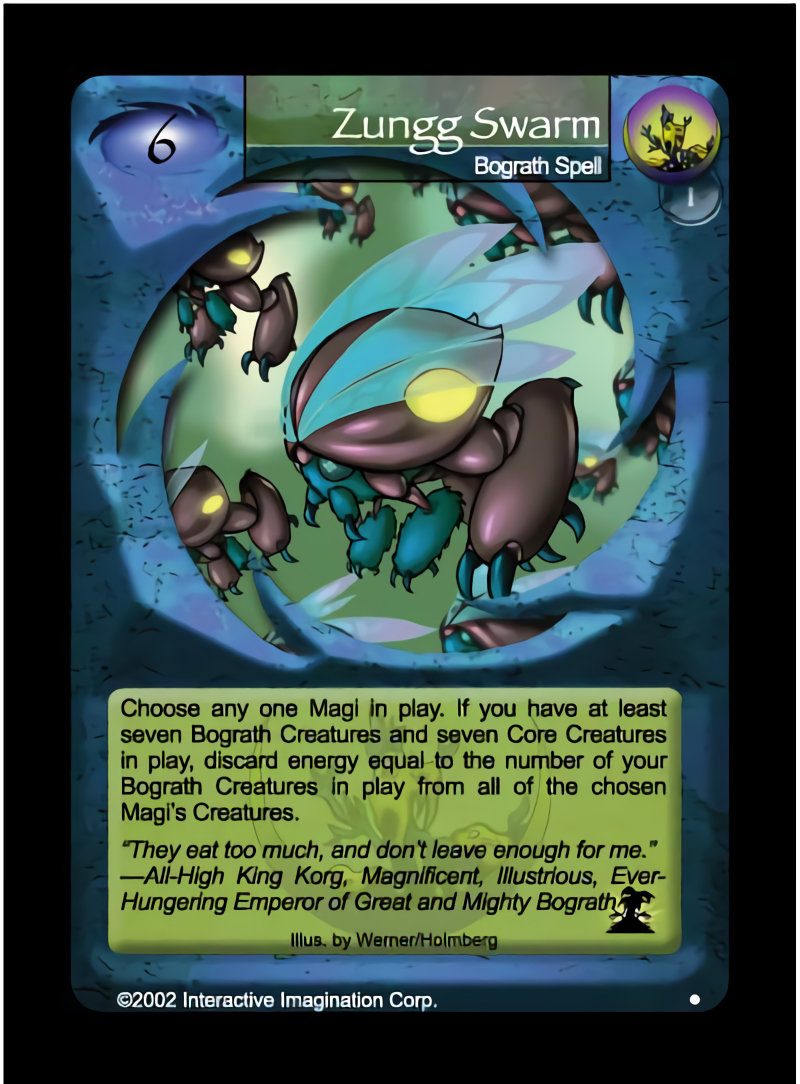 6
Zungg Swarm
Bograth Spell
1
Choose any one Magi in play. If you have at least
seven Bograth Creatures and seven Core Creatures
in play, discard energy equal to the number of your
Bograth Creatures in play from all of the chosen
Magi's Creatures.
"They eat too much, and don't leave enough for me."
—All-High King Korg, Magnificent, Illustrious, Ever-
Hungering Emperor of Great and Mighty Bograth
Illus. by Werner/Holmberg
©2002 Interactive Imagination Corp.